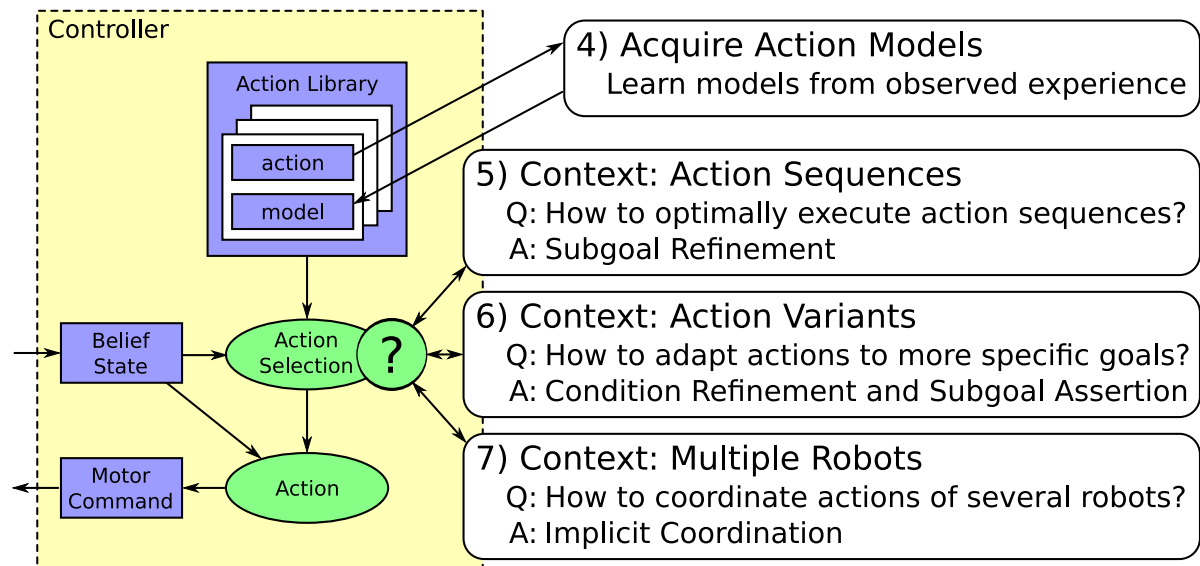 Controller
Action Library
action
model
Belief
State
Action
Selection
?
Motor
Command
Action
4) Acquire Action Models
Learn models from observed experience
5) Context: Action Sequences
Q: How to optimally execute action sequences?
A: Subgoal Refinement
6) Context: Action Variants
Q: How to adapt actions to more specific goals?
A: Condition Refinement and Subgoal Assertion
7) Context: Multiple Robots
Q: How to coordinate actions of several robots?
A: Implicit Coordination